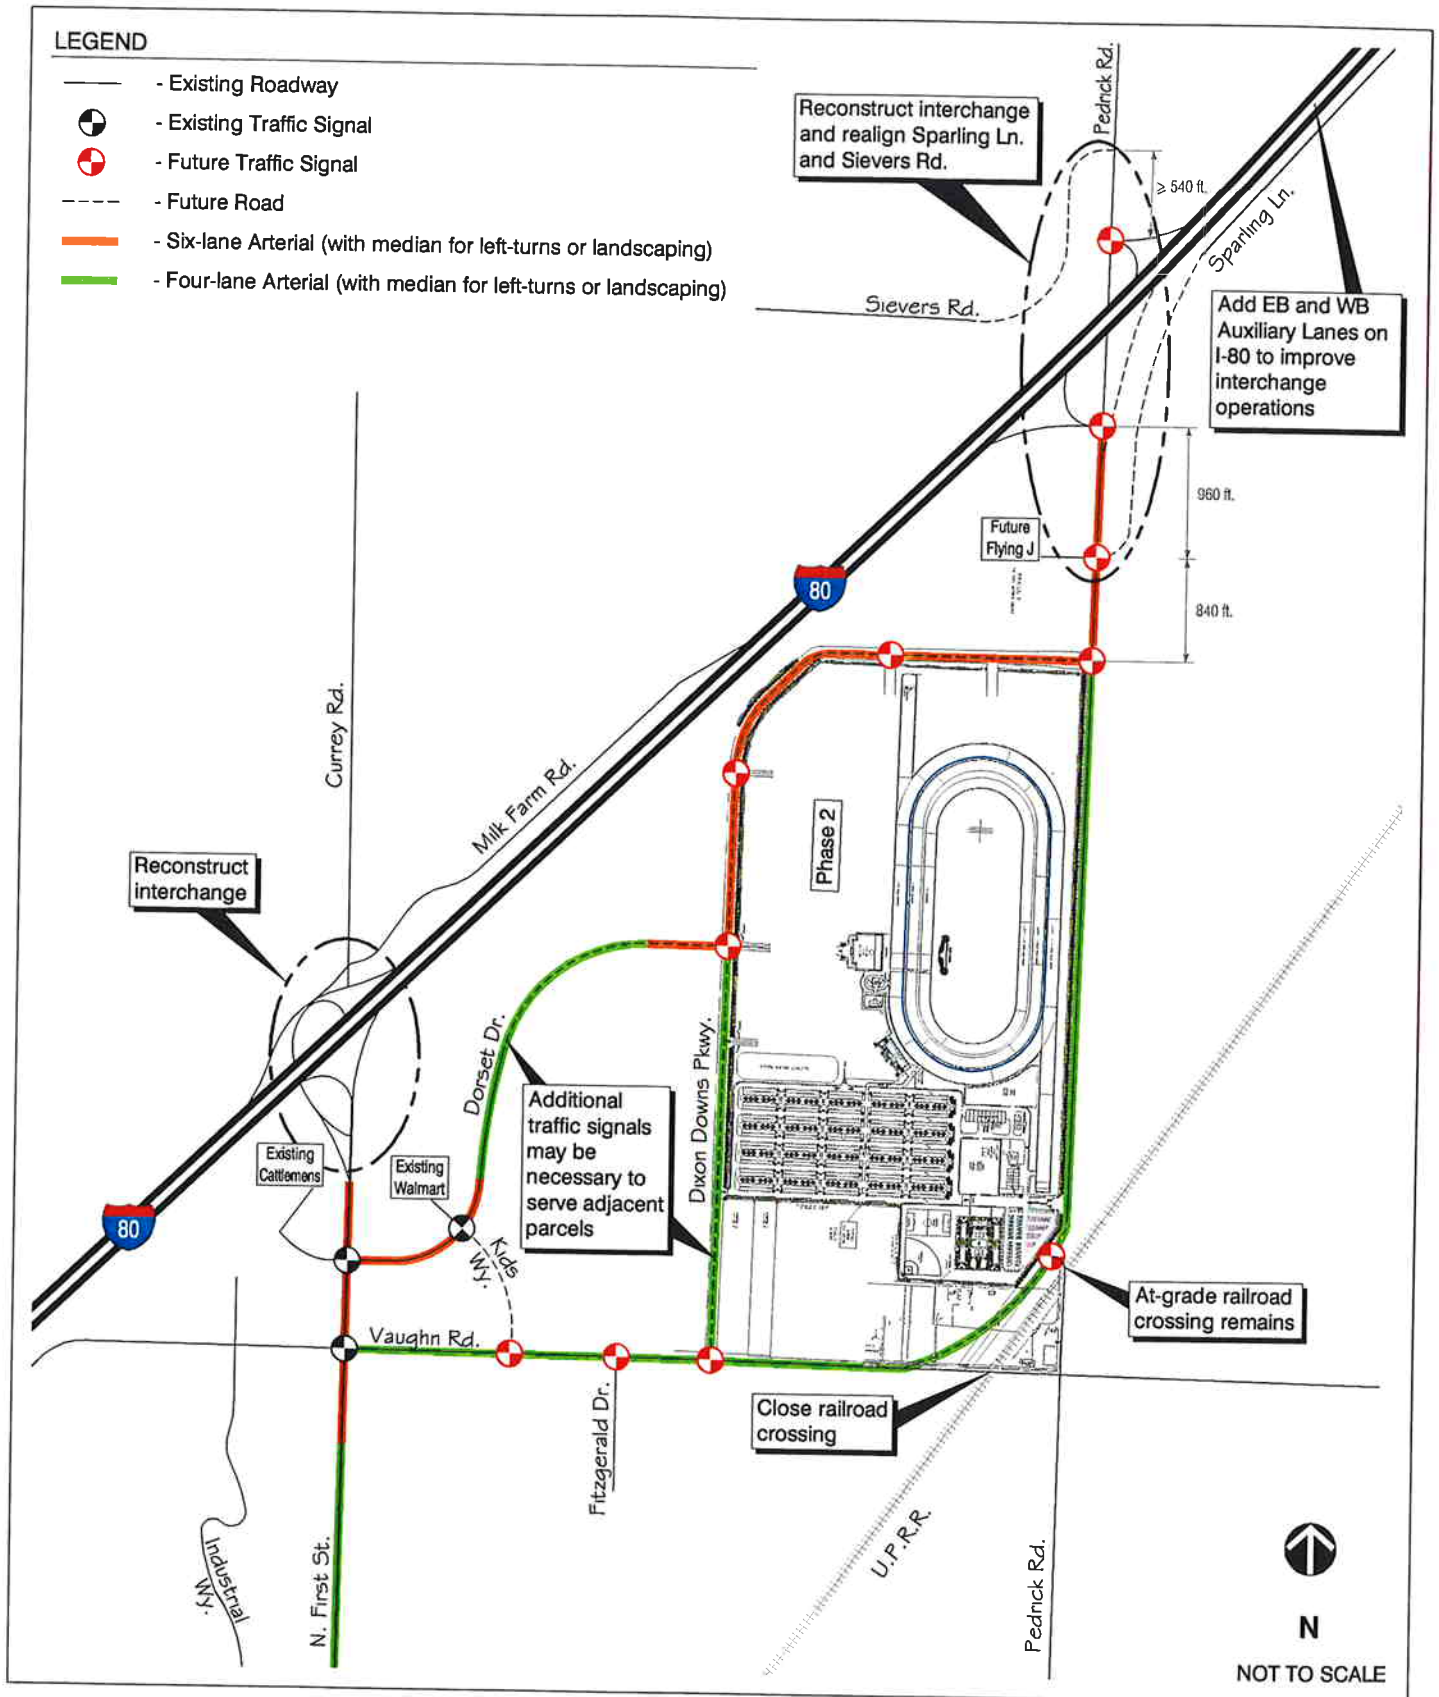 LEGEND
- Existing Roadway
- Existing Traffic Signal
- Future Traffic Signal
- Future Road
- Six-lane Arterial (with median for left-turns or landscaping)
- Four-lane Arterial (with median for left-turns or landscaping)
Pedrick Rd.
Reconstruct interchange
and realign Sparling Ln.
and Sievers Rd.
≥ 540 ft.
Sparling Ln.
Sievers Rd.
Add EB and WB
Auxiliary Lanes on
I-80 to improve
interchange
operations
960 ft.
Future
Flying J
80
840 ft.
Currey Rd.
Milk Farm Rd.
Phase 2
Reconstruct
interchange
Dorset Dr.
Dixon Downs Pkwy.
Additional
traffic signals
may be
necessary to
serve adjacent
parcels
Existing
Cattlemens
Existing
Walmart
80
Kids
Wy.
At-grade railroad
crossing remains
Vaughn Rd.
Close railroad
crossing
Fitzgerald Dr.
U.P.R.R.
Industrial
Wy.
N. First St.
Pedrick Rd.
N
NOT TO SCALE